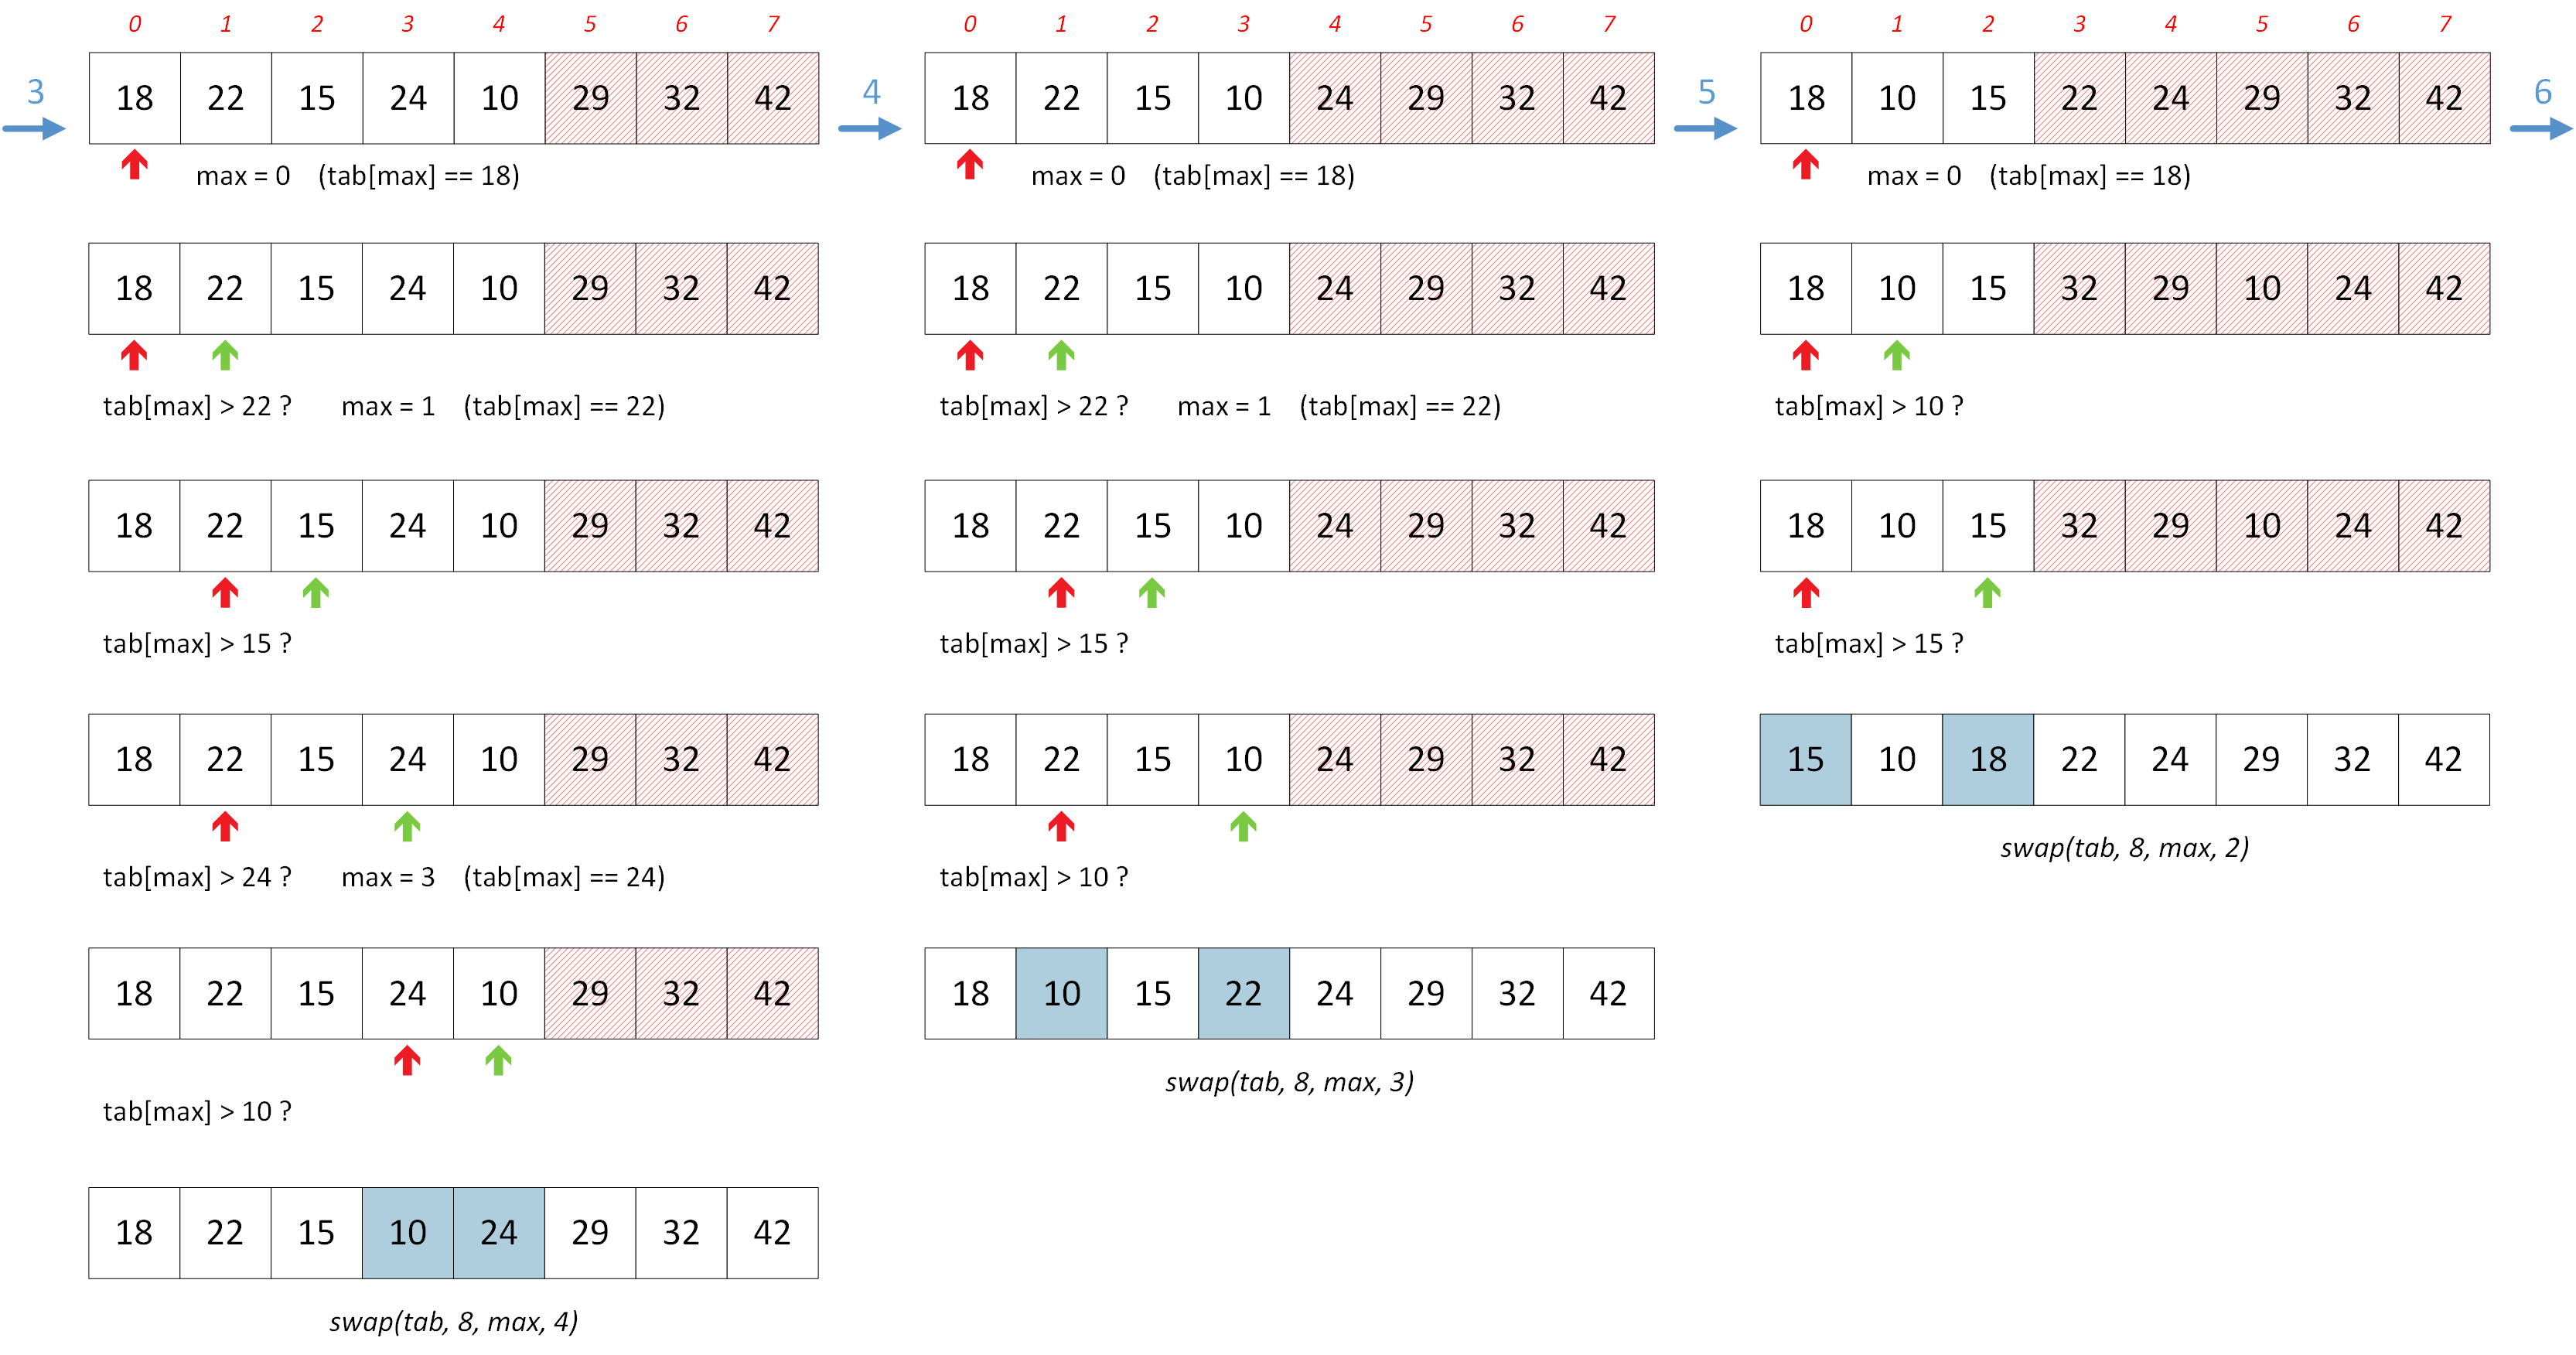 0 1 2 3 4 5 6 7
3
18 22 15 24 10 29 32 42
max = 0 (tab[max] == 18)
18 22 15 24 10 29 32 42
tab[max] > 22 ? max = 1 (tab[max] == 22)
18 22 15 24 10 29 32 42
tab[max] > 15 ?
18 22 15 24 10 29 32 42
tab[max] > 24 ? max = 3 (tab[max] == 24)
18 22 15 24 10 29 32 42
tab[max] > 10 ?
18 22 15 10 24 29 32 42
swap(tab, 8, max, 4)
0 1 2 3 4 5 6 7
4
18 22 15 10 24 29 32 42
max = 0 (tab[max] == 18)
18 22 15 10 24 29 32 42
tab[max] > 22 ? max = 1 (tab[max] == 22)
18 22 15 10 24 29 32 42
tab[max] > 15 ?
18 22 15 10 24 29 32 42
tab[max] > 10 ?
18 10 15 22 24 29 32 42
swap(tab, 8, max, 3)
0 1 2 3 4 5 6 7
5
18 10 15 22 24 29 32 42
max = 0 (tab[max] == 18)
18 10 15 32 29 10 24 42
tab[max] > 10 ?
18 10 15 32 29 10 24 42
tab[max] > 15 ?
15 10 18 22 24 29 32 42
swap(tab, 8, max, 2)
6